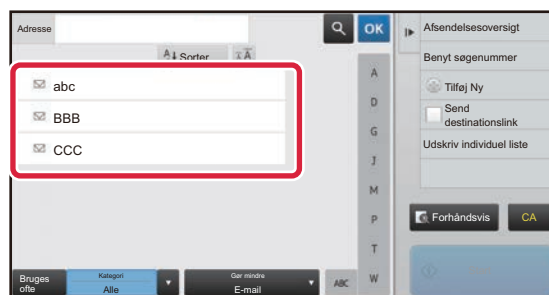 Adresse
OK
Sorter
abc
BBB
CCC
A
D
G
J
M
P
T
W
Bruges
ofte
Kategori
Alle
Gør mindre
E-mail
ABC
Afsendelsesoversigt
Benyt søgenummer
Tilføj Ny
Send
destinationslink
Udskriv individuel liste
Forhåndsvis
CA